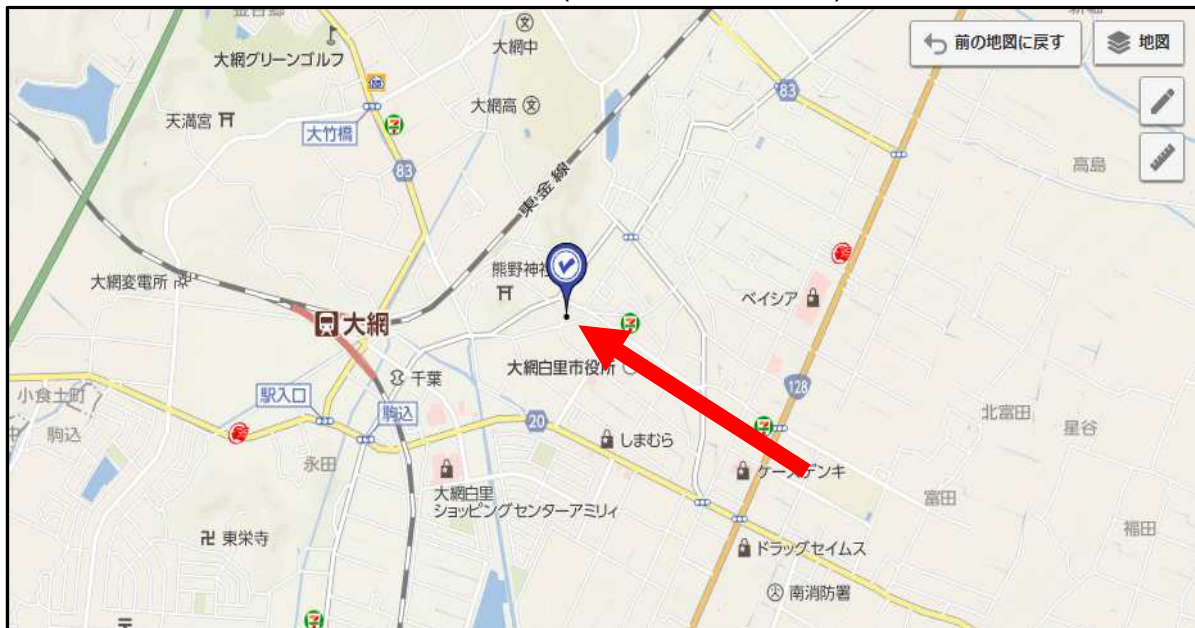 大網中
前の地図に戻す
地図
大網グリーンゴルフ
83
天満宮
大網高
大竹橋
83
高島
東金線
熊野神社
大網変電所
ベイシア
大網
大網白里市役所
千葉
128
小食土町
駅入口
駒込
20
北富田
星谷
駒込
しまむら
永田
ケーズデンキ
大網白里
ショッピングセンターアミリィ
富田
福田
東栄寺
ドラッグセイムス
南消防署